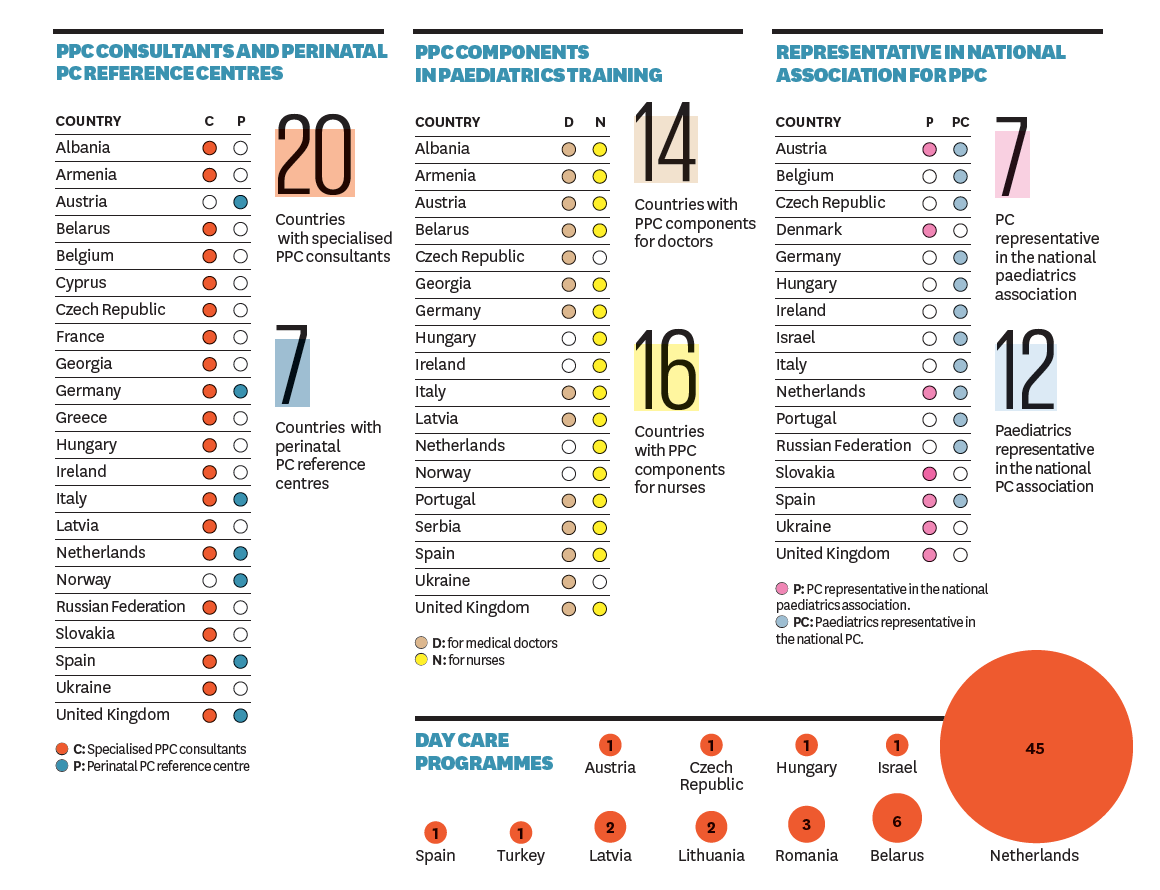 PPC CONSULTANTS AND PERINATAL
PC REFERENCE CENTRES
COUNTRY C P
Albania
Armenia
Austria
Belarus
Belgium
Cyprus
Czech Republic
France
Georgia
Germany
Greece
Hungary
Ireland
Italy
Latvia
Netherlands
Norway
Russian Federation
Slovakia
Spain
Ukraine
United Kingdom
C: Specialised PPC consultants
P: Perinatal PC reference centre
20
Countries
with specialised
PPC consultants
7
Countries with
perinatal
PC reference
centres
PPC COMPONENTS
IN PAEDIATRICS TRAINING
COUNTRY D N
Albania
Armenia
Austria
Belarus
Czech Republic
Georgia
Germany
Hungary
Ireland
Italy
Latvia
Netherlands
Norway
Portugal
Serbia
Spain
Ukraine
United Kingdom
D: for medical doctors
N: for nurses
14
Countries with
PPC components
for doctors
16
Countries
with PPC
components
for nurses
REPRESENTATIVE IN NATIONAL
ASSOCIATION FOR PPC
COUNTRY P PC
Austria
Belgium
Czech Republic
Denmark
Germany
Hungary
Ireland
Israel
Italy
Netherlands
Portugal
Russian Federation
Slovakia
Spain
Ukraine
United Kingdom
P: PC representative in the national
paediatrics association.
PC: Paediatrics representative in
the national PC.
7
PC
representative
in the national
paediatrics
association
12
Paediatrics
representative
in the national
PC association
DAY CARE
PROGRAMMES
1
Austria
1
Czech
Republic
1
Hungary
1
Israel
45
Netherlands
1
Spain
1
Turkey
2
Latvia
2
Lithuania
3
Romania
6
Belarus